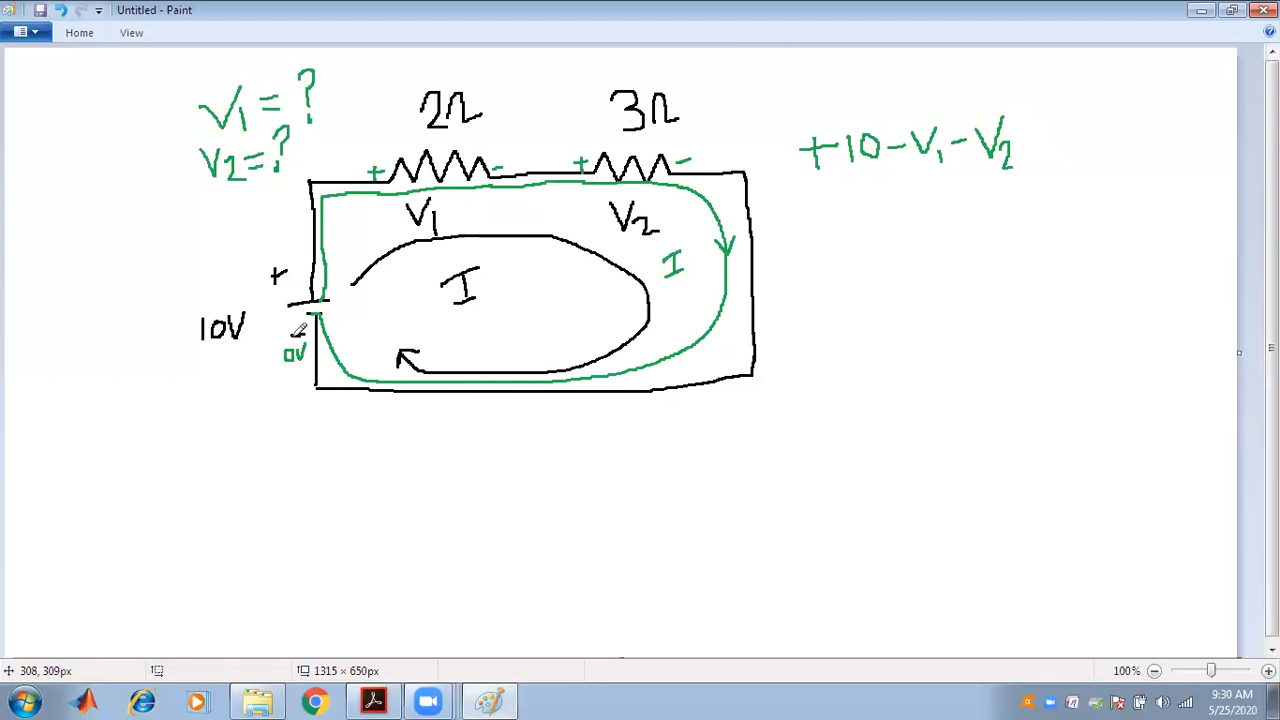 Untitled - Paint
Home View
V1 = ?
V2 = ?
2Ω
3Ω
+10-V1-V2
+ - + -
V1
V2
I
I
+
10V
-
0V
308, 309px
1315 × 650px
100%
9:30 AM
5/25/2020